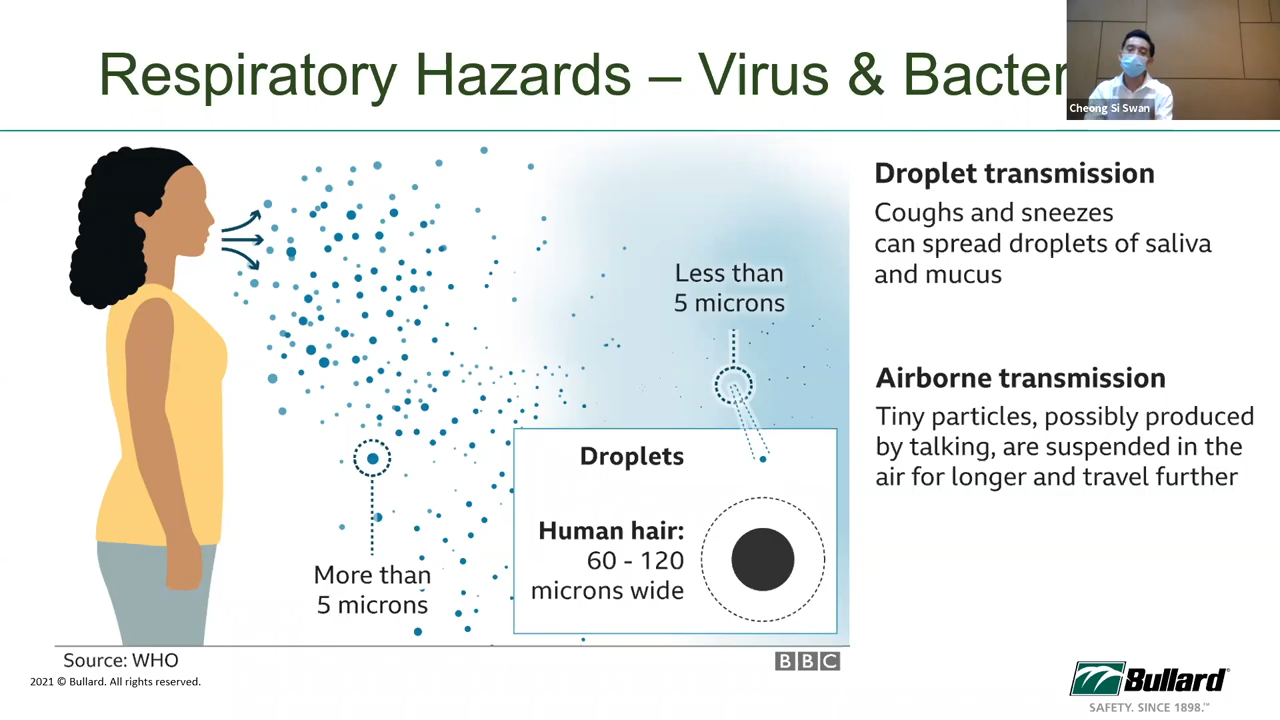 Respiratory Hazards – Virus & Bacter
Cheong Si Swan
Droplet transmission
Coughs and sneezes
can spread droplets of saliva
and mucus
Less than
5 microns
Airborne transmission
Tiny particles, possibly produced
by talking, are suspended in the
air for longer and travel further
Droplets
Human hair:
60 - 120
microns wide
More than
5 microns
Source: WHO
BBC
2021 © Bullard. All rights reserved.
Bullard®
SAFETY. SINCE 1898.™